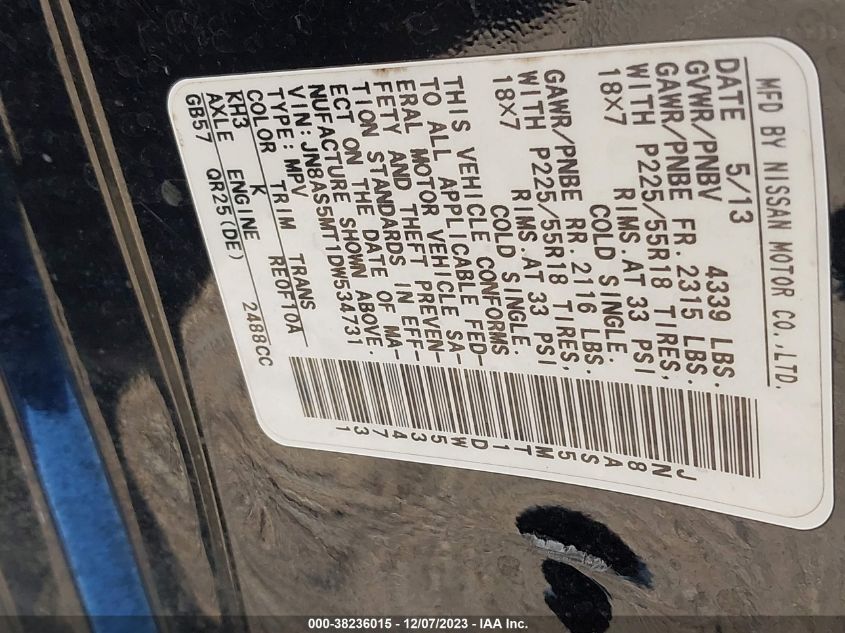 MFD BY NISSAN MOTOR CO.,LTD.
DATE 5/13
GVWR/PNBV 4339 LBS.
GAWR/PNBE FR. 2315 LBS.
WITH P225/55R18 TIRES,
18X7 RIMS.AT 33 PSI
COLD SINGLE.
GAWR/PNBE RR. 2116 LBS.
WITH P225/55R18 TIRES,
18X7 RIMS.AT 33 PSI
COLD SINGLE.
THIS VEHICLE CONFORMS
TO ALL APPLICABLE FED-
ERAL MOTOR VEHICLE SA-
FETY AND THEFT PREVEN-
TION STANDARDS IN EFF-
ECT ON THE DATE OF MA-
NUFACTURE SHOWN ABOVE.
VIN:JN8AS5MT1DW534731
TYPE:MPV
COLOR TRIM TRANS
KH3 K RE0F10A
AXLE ENGINE
GB57 QR25(DE) 2488CC
JN8AS5MT1DW534731
000-38236015 - 12/07/2023 - IAA Inc.